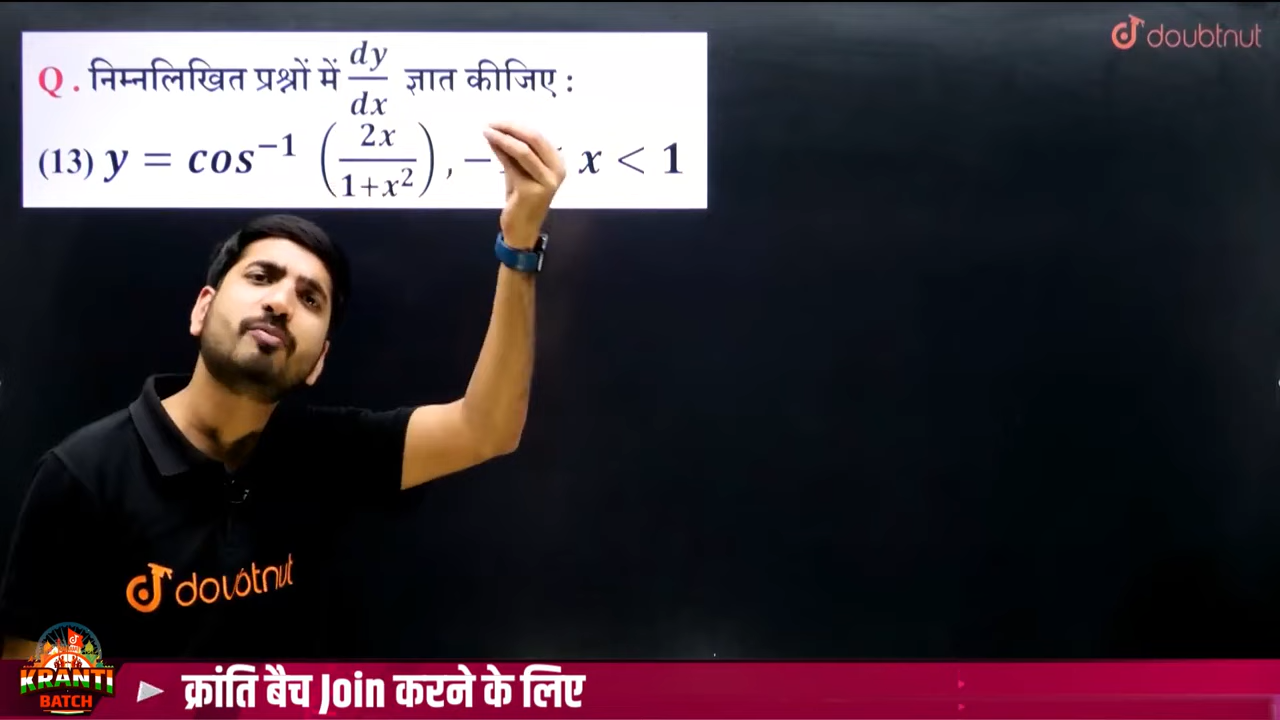 doubtnut
Q . निम्नलिखित प्रश्नों में dy/dx ज्ञात कीजिए :
(13) y = cos⁻¹ (2x/1+x²), − x < 1
doubtnut
KRANTI
BATCH
क्रांति बैच Join करने के लिए